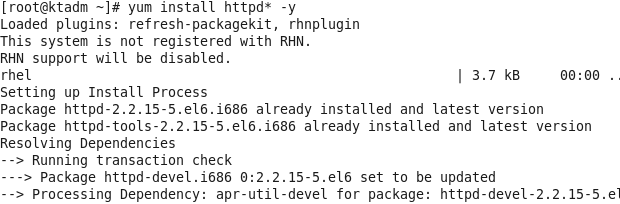 [root@ktadm ~]# yum install httpd* -y
Loaded plugins: refresh-packagekit, rhnplugin
This system is not registered with RHN.
RHN support will be disabled.
rhel | 3.7 kB 00:00 ..
Setting up Install Process
Package httpd-2.2.15-5.el6.i686 already installed and latest version
Package httpd-tools-2.2.15-5.el6.i686 already installed and latest version
Resolving Dependencies
--> Running transaction check
---> Package httpd-devel.i686 0:2.2.15-5.el6 set to be updated
--> Processing Dependency: apr-util-devel for package: httpd-devel-2.2.15-5.el